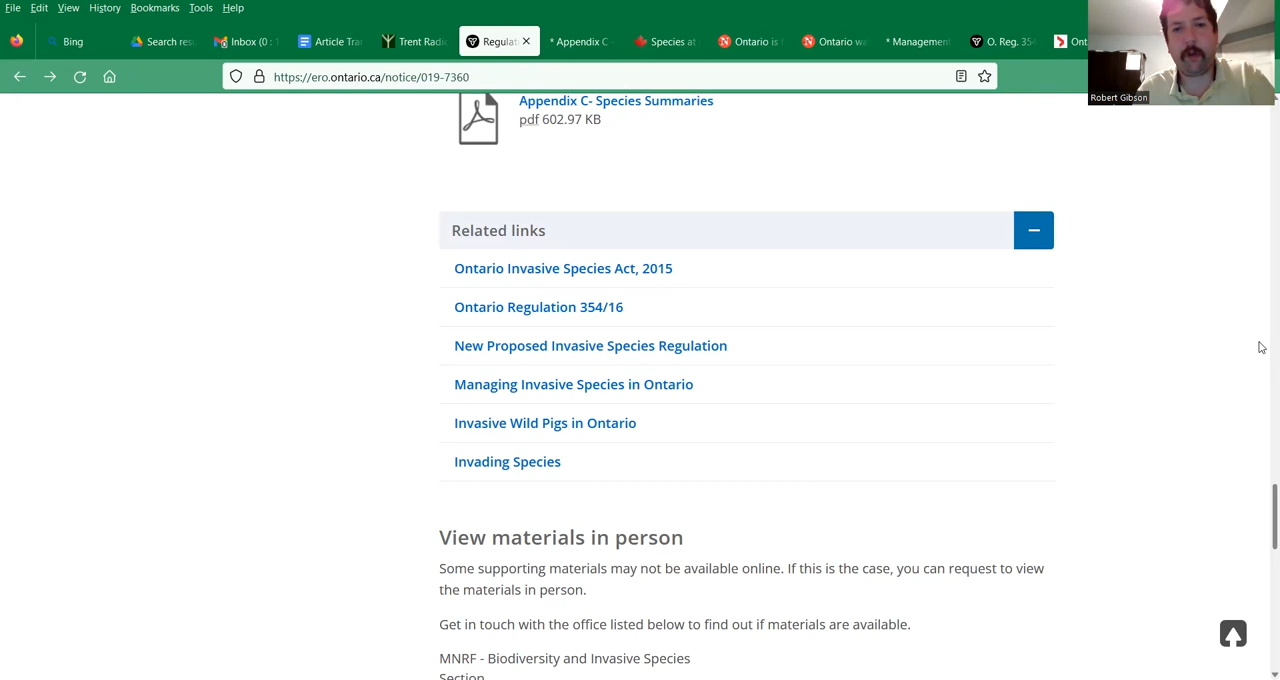 File Edit View History Bookmarks Tools Help
Bing
Search res
Inbox (0 :
Article Tra
Trent Radi
Regulat
* Appendix C -
Species at
Ontario is
Ontario wa
* Management
O. Reg. 354
Ont
https://ero.ontario.ca/notice/019-7360
Robert Gibson
Appendix C- Species Summaries
pdf 602.97 KB
Related links
Ontario Invasive Species Act, 2015
Ontario Regulation 354/16
New Proposed Invasive Species Regulation
Managing Invasive Species in Ontario
Invasive Wild Pigs in Ontario
Invading Species
View materials in person
Some supporting materials may not be available online. If this is the case, you can request to view
the materials in person.
Get in touch with the office listed below to find out if materials are available.
MNRF - Biodiversity and Invasive Species
Section